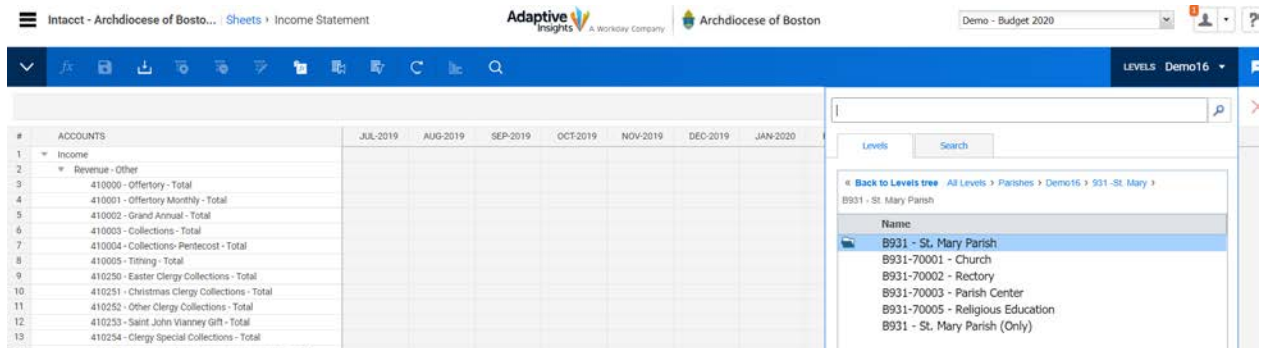 Intacct - Archdiocese of Bosto... | Sheets › Income Statement
Adaptive Insights A Workday Company
Archdiocese of Boston
Demo - Budget 2020
1
?
fx
LEVELS Demo16
# ACCOUNTS JUL-2019 AUG-2019 SEP-2019 OCT-2019 NOV-2019 DEC-2019 JAN-2020
1 Income
2 Revenue - Other
3 410000 - Offertory - Total
4 410001 - Offertory Monthly - Total
5 410002 - Grand Annual - Total
6 410003 - Collections - Total
7 410004 - Collections- Pentecost - Total
8 410005 - Tithing - Total
9 410250 - Easter Clergy Collections - Total
10 410251 - Christmas Clergy Collections - Total
11 410252 - Other Clergy Collections - Total
12 410253 - Saint John Vianney Gift - Total
13 410254 - Clergy Special Collections - Total
Levels Search
« Back to Levels tree All Levels › Parishes › Demo16 › 931 -St. Mary ›
B931 - St. Mary Parish
Name
B931 - St. Mary Parish
B931-70001 - Church
B931-70002 - Rectory
B931-70003 - Parish Center
B931-70005 - Religious Education
B931 - St. Mary Parish (Only)